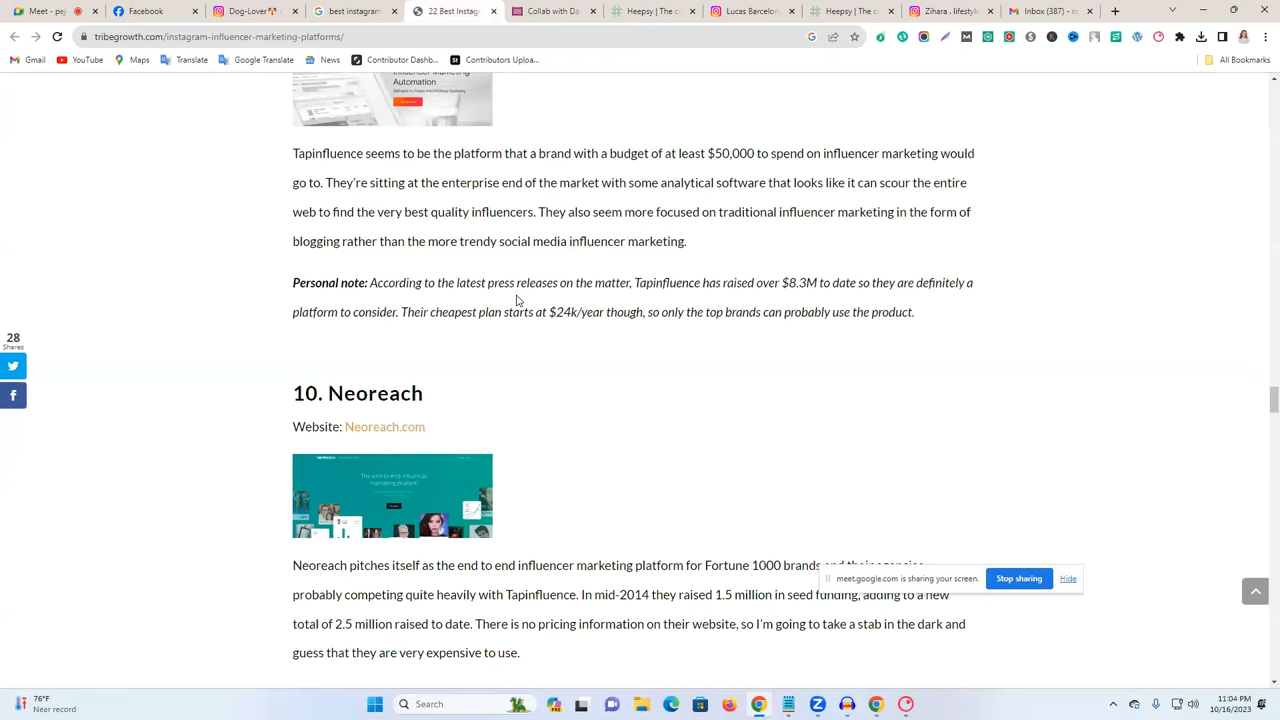 Meet - pej
Facebook
Dog-Lover
best instagram
22 Best Instag
Collab with Da
Heepsy | The c
Lucas Barcelon
Heepsy | The c
Zihara . lifestyle
Inbox (387) - r
tribegrowth.com/instagram-influencer-marketing-platforms/
Gmail
YouTube
Maps
Translate
Google Translate
News
Contributor Dashb...
Contributors Uploa...
All Bookmarks
Influencer Marketing
Automation
Tapinfluence seems to be the platform that a brand with a budget of at least $50,000 to spend on influencer marketing would
go to. They're sitting at the enterprise end of the market with some analytical software that looks like it can scour the entire
web to find the very best quality influencers. They also seem more focused on traditional influencer marketing in the form of
blogging rather than the more trendy social media influencer marketing.
Personal note: According to the latest press releases on the matter, Tapinfluence has raised over $8.3M to date so they are definitely a
platform to consider. Their cheapest plan starts at $24k/year though, so only the top brands can probably use the product.
28
Shares
10. Neoreach
Website: Neoreach.com
The end-to-end influencer
marketing platform
Neoreach pitches itself as the end to end influencer marketing platform for Fortune 1000 brands and their agencies
probably competing quite heavily with Tapinfluence. In mid-2014 they raised 1.5 million in seed funding, adding to a new
total of 2.5 million raised to date. There is no pricing information on their website, so I'm going to take a stab in the dark and
guess that they are very expensive to use.
meet.google.com is sharing your screen.
Stop sharing
Hide
76°F
Near record
Search
11:04 PM
10/16/2023